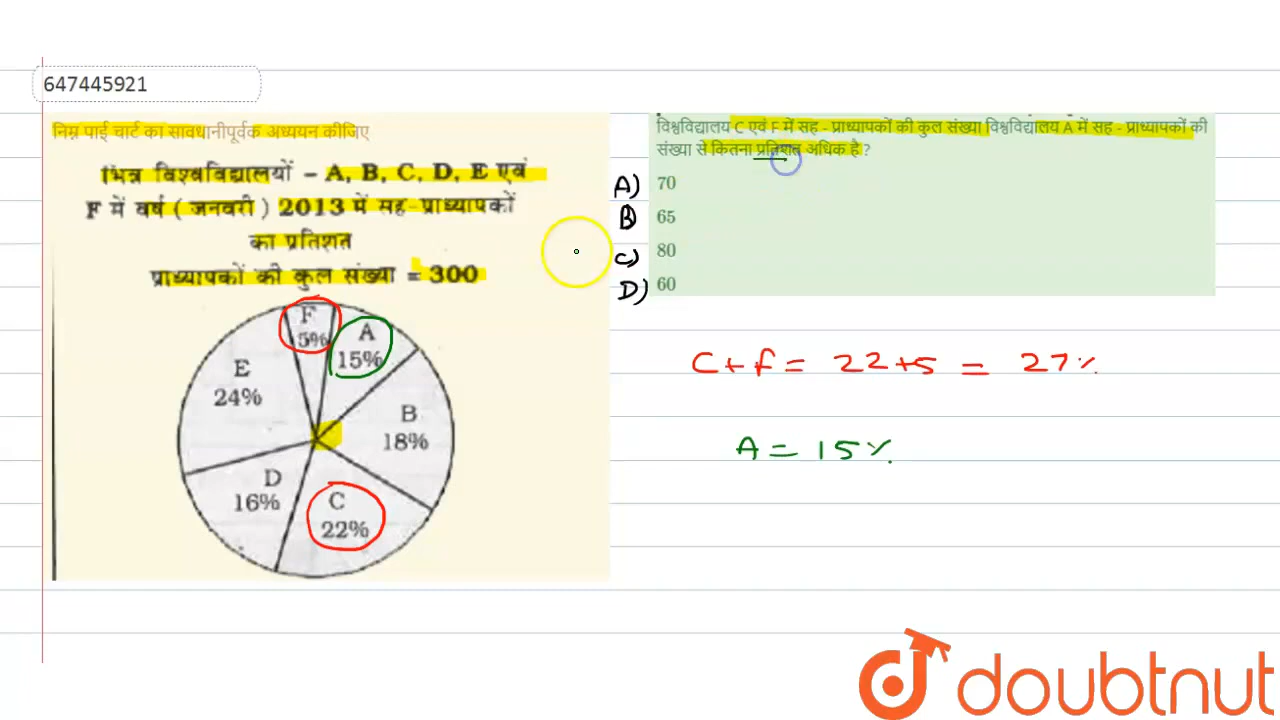 647445921
निम्न पाई चार्ट का सावधानीपूर्वक अध्ययन कीजिए
भिन्न विश्वविद्यालयों – A, B, C, D, E एवं
F में वर्ष ( जनवरी ) 2013 में सह-प्राध्यापकों
का प्रतिशत
प्राध्यापकों की कुल संख्या = 300
F
5%
A
15%
E
24%
B
18%
D
16%
C
22%
विश्वविद्यालय C एवं F में सह - प्राध्यापकों की कुल संख्या विश्वविद्यालय A में सह - प्राध्यापकों की
संख्या से कितना प्रतिशत अधिक है ?
A) 70
B 65
C) 80
D) 60
C + F = 22+5 = 27%
A = 15%
doubtnut